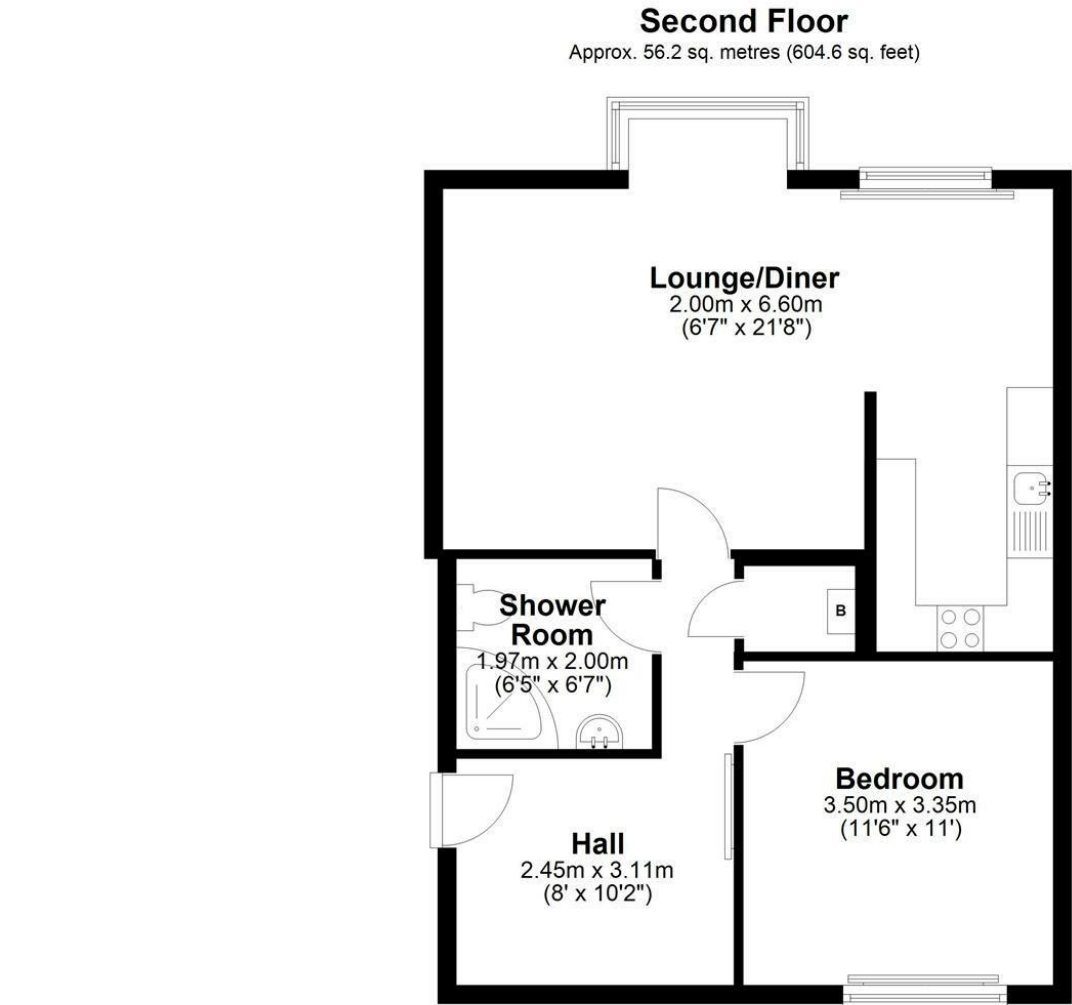 Second Floor
Approx. 56.2 sq. metres (604.6 sq. feet)
Lounge/Diner
2.00m x 6.60m
(6'7" x 21'8")
Shower
Room
1.97m x 2.00m
(6'5" x 6'7")
B
Bedroom
3.50m x 3.35m
(11'6" x 11')
Hall
2.45m x 3.11m
(8' x 10'2")